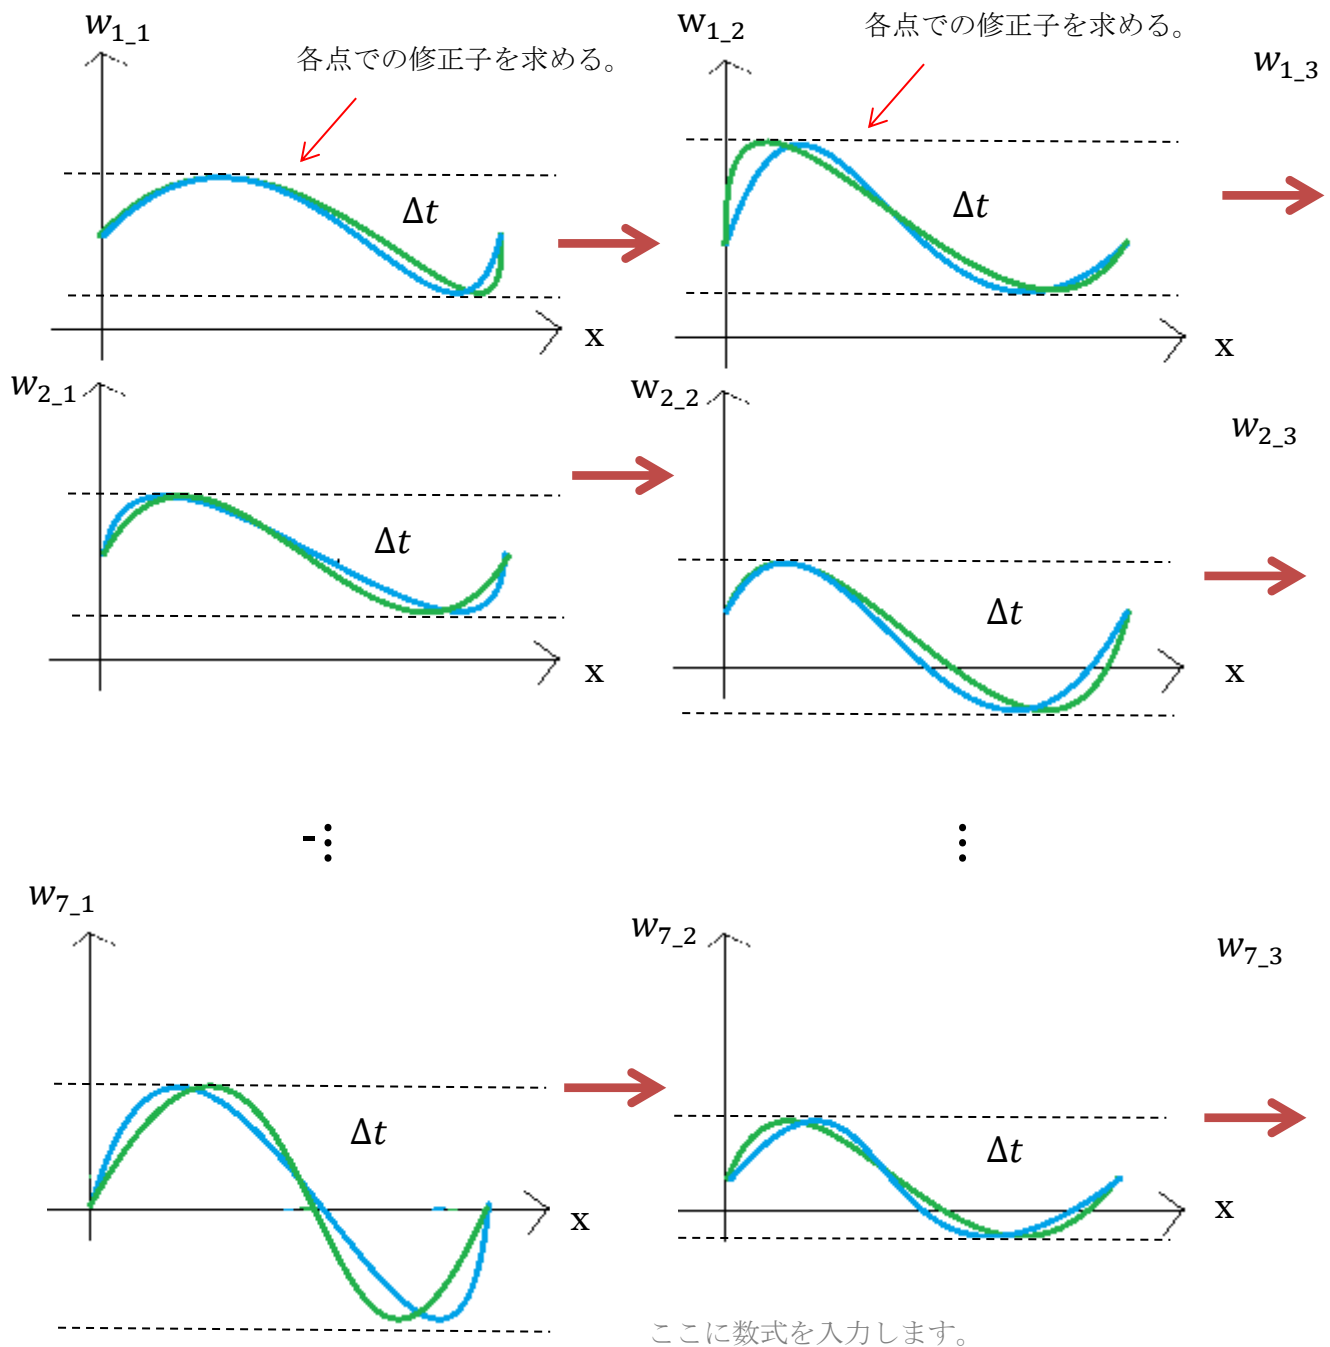 w1_1
各点での修正子を求める。
w1_2
各点での修正子を求める。
w1_3
Δt
Δt
x
x
w2_1
w2_2
w2_3
Δt
Δt
x
x
-⋮
⋮
w7_1
w7_2
w7_3
Δt
Δt
x
x
ここに数式を入力します。